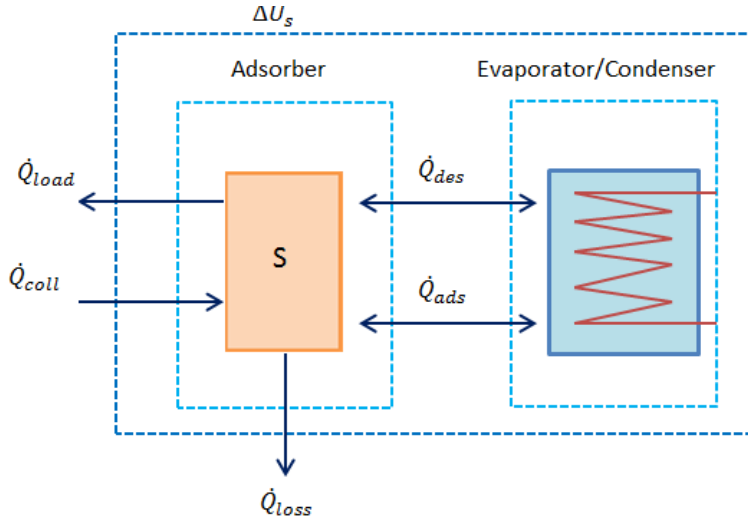 ΔU_s
Adsorber
Evaporator/Condenser
Q̇_load
Q̇_des
S
Q̇_coll
Q̇_ads
Q̇_loss